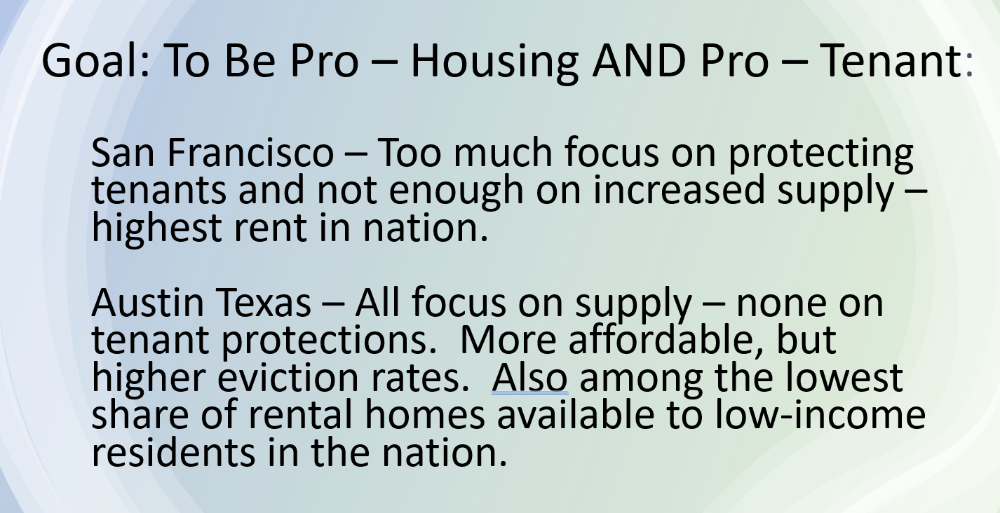 Goal: To Be Pro – Housing AND Pro – Tenant:
San Francisco – Too much focus on protecting
tenants and not enough on increased supply –
highest rent in nation.
Austin Texas – All focus on supply – none on
tenant protections.  More affordable, but
higher eviction rates.  Also among the lowest
share of rental homes available to low-income
residents in the nation.